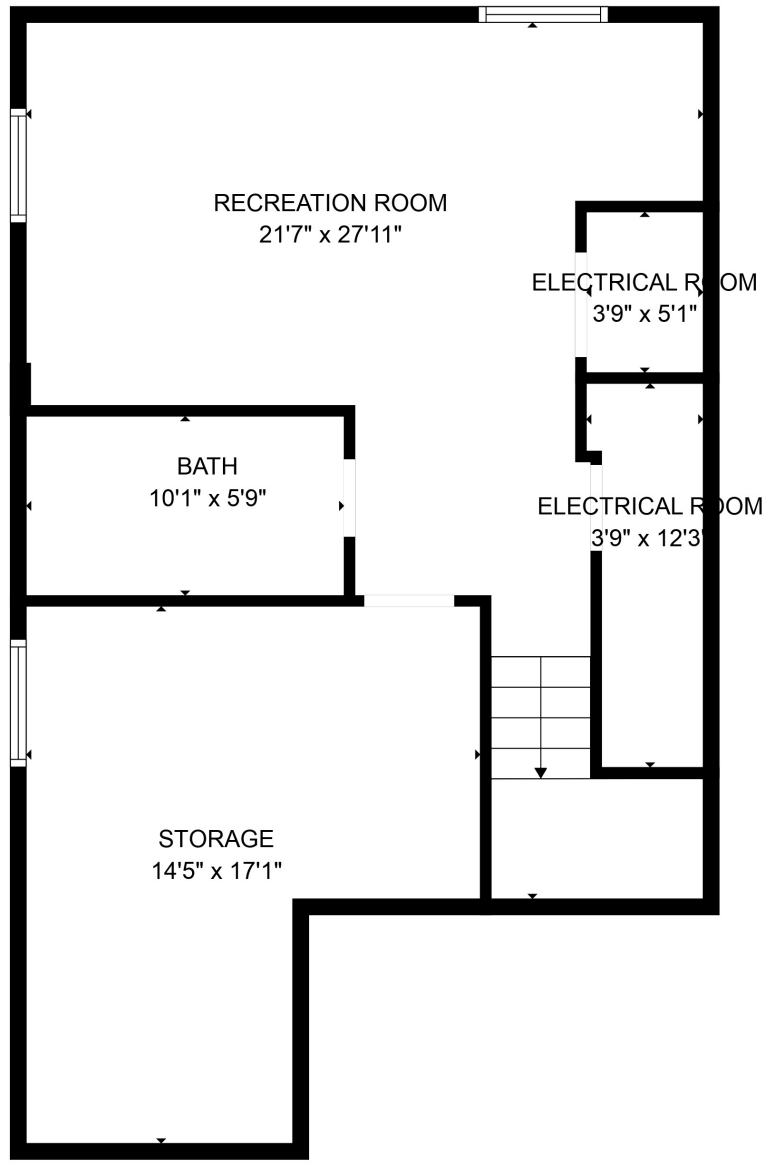 RECREATION ROOM
21'7" x 27'11"
ELECTRICAL ROOM
3'9" x 5'1"
BATH
10'1" x 5'9"
ELECTRICAL ROOM
3'9" x 12'3"
STORAGE
14'5" x 17'1"